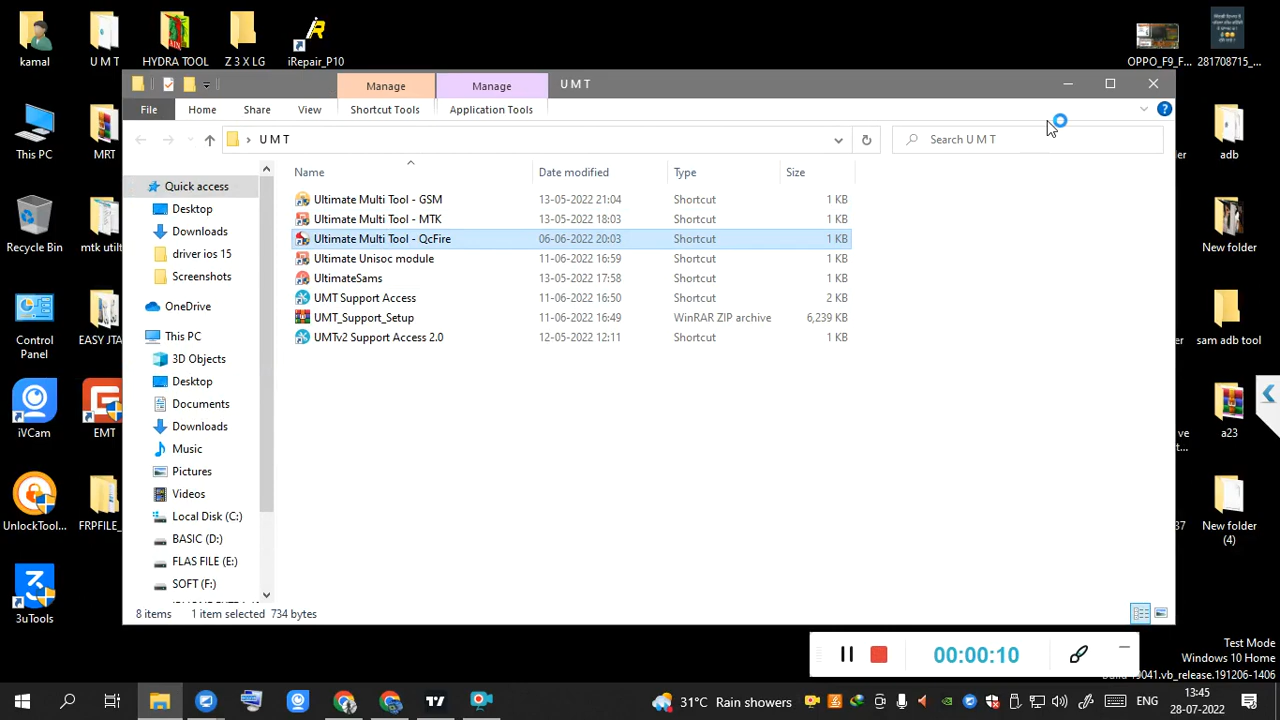 kamal
U M T
HYDRA TOOL
Z 3 X LG
iRepair_P10
OPPO_F9_F...
281708715_...
Manage
Manage
U M T
File
Home
Share
View
Shortcut Tools
Application Tools
U M T
Search U M T
This PC
MRT
adb
Name
Date modified
Type
Size
Quick access
Desktop
Downloads
driver ios 15
Screenshots
OneDrive
This PC
3D Objects
Desktop
Documents
Downloads
Music
Pictures
Videos
Local Disk (C:)
BASIC (D:)
FLAS FILE (E:)
SOFT (F:)
Ultimate Multi Tool - GSM 13-05-2022 21:04 Shortcut 1 KB
Ultimate Multi Tool - MTK 13-05-2022 18:03 Shortcut 1 KB
Ultimate Multi Tool - QcFire 06-06-2022 20:03 Shortcut 1 KB
Ultimate Unisoc module 11-06-2022 16:59 Shortcut 1 KB
UltimateSams 13-05-2022 17:58 Shortcut 1 KB
UMT Support Access 11-06-2022 16:50 Shortcut 2 KB
UMT_Support_Setup 11-06-2022 16:49 WinRAR ZIP archive 6,239 KB
UMTv2 Support Access 2.0 12-05-2022 12:11 Shortcut 1 KB
Recycle Bin
mtk utilt
New folder
Control
Panel
EASY JTA
sam adb tool
iVCam
EMT
ve
a23
UnlockTool...
FRPFILE_
37
New folder
(4)
3uTools
8 items 1 item selected 734 bytes
00:00:10
Test Mode
Windows 10 Home
Build 19041.vb_release.191206-1406
31°C Rain showers
ENG
13:45
28-07-2022